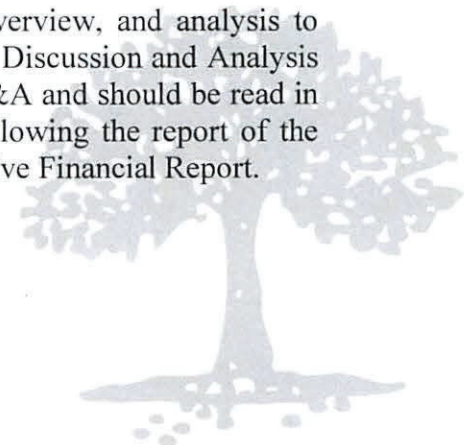 verview, and analysis to
Discussion and Analysis
&A and should be read in
lowing the report of the
ve Financial Report.